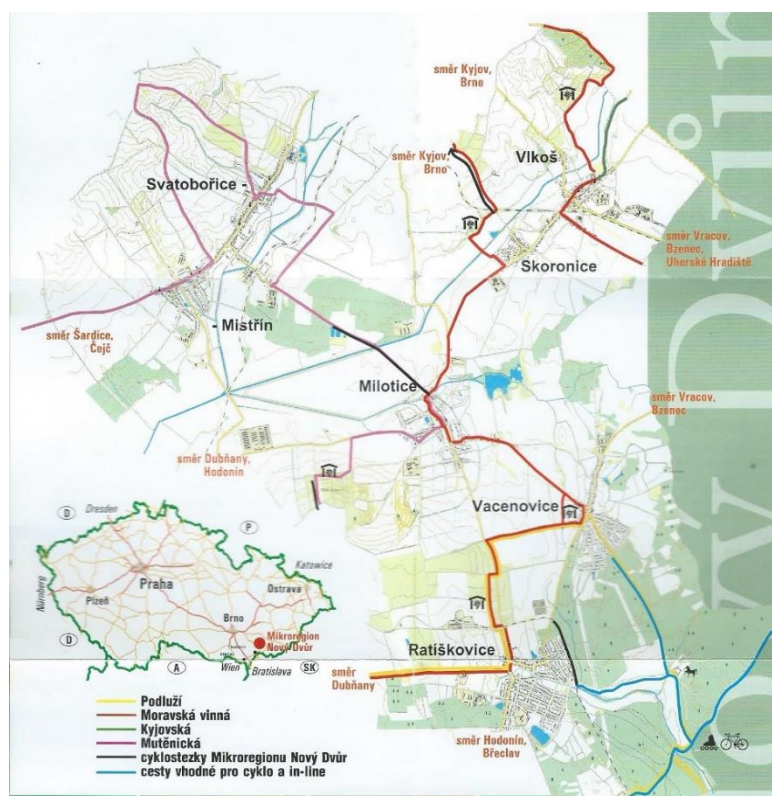 směr Kyjov,
Brno
směr Kyjov,
Brno
Vlkoš
Svatobořice -
směr Vracov,
Bzenec,
Uherské Hradiště
Skoronice
- Mistřín
směr Šardice,
Čejč
Milotice
směr Vracov,
Bzenec
směr Dubňany,
Hodonín
Vacenovice
D
Dresden
P
Katowice
Nürnberg
Praha
Plzeň
Ostrava
Brno
Mikroregion
Nový Dvůr
D
A
Wien
Bratislava
SK
Ratíškovice
směr
Dubňany
směr Hodonín,
Břeclav
Podluží
Moravská vinná
Kyjovská
Mutěnická
cyklostezky Mikroregionu Nový Dvůr
cesty vhodné pro cyklo a in-line